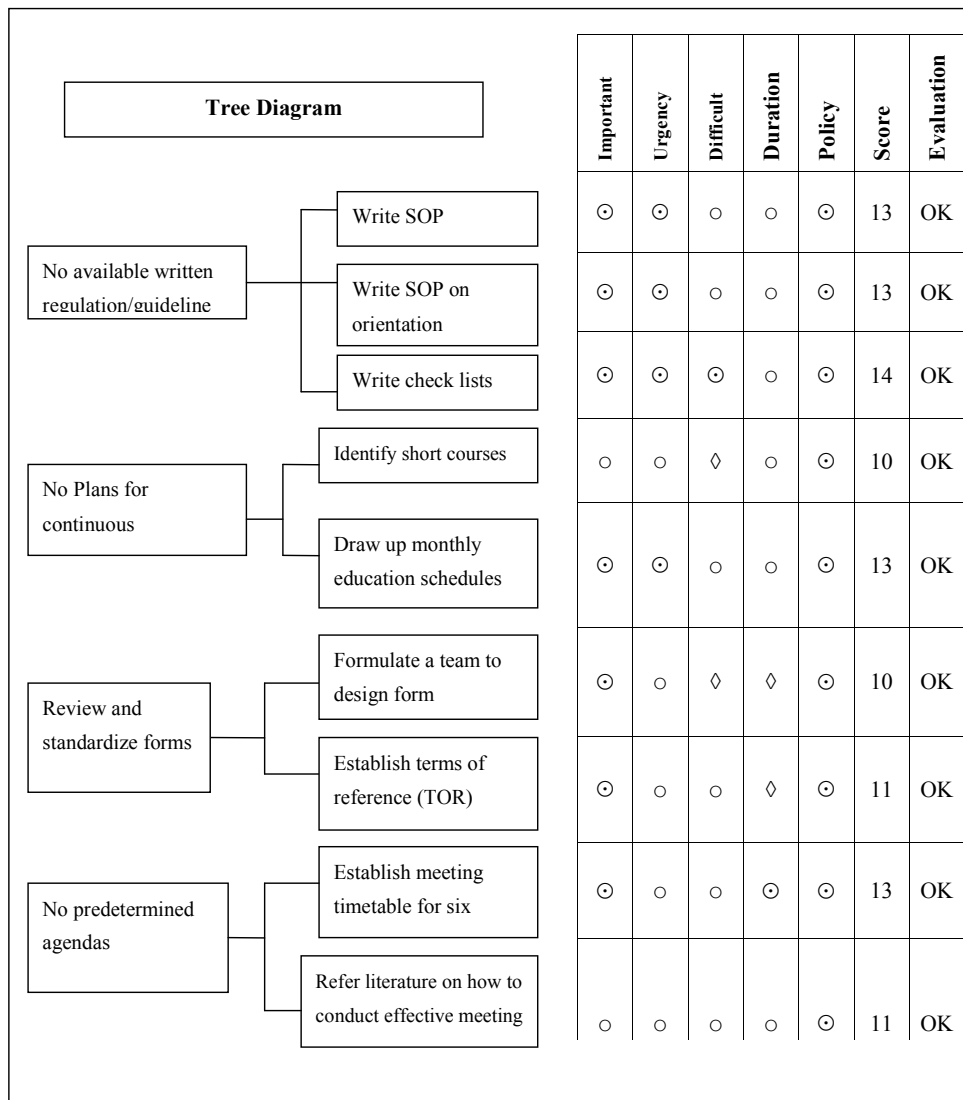 Tree Diagram
Important
Urgency
Difficult
Duration
Policy
Score
Evaluation
No available written
regulation/guideline
Write SOP
⊙ ⊙ ○ ○ ⊙ 13 OK
Write SOP on
orientation
⊙ ⊙ ○ ○ ⊙ 13 OK
Write check lists
⊙ ⊙ ⊙ ○ ⊙ 14 OK
No Plans for
continuous
Identify short courses
○ ○ ◊ ○ ⊙ 10 OK
Draw up monthly
education schedules
⊙ ⊙ ○ ○ ⊙ 13 OK
Review and
standardize forms
Formulate a team to
design form
⊙ ○ ◊ ◊ ⊙ 10 OK
Establish terms of
reference (TOR)
⊙ ○ ○ ◊ ⊙ 11 OK
No predetermined
agendas
Establish meeting
timetable for six
⊙ ○ ○ ⊙ ⊙ 13 OK
Refer literature on how to
conduct effective meeting
○ ○ ○ ○ ⊙ 11 OK